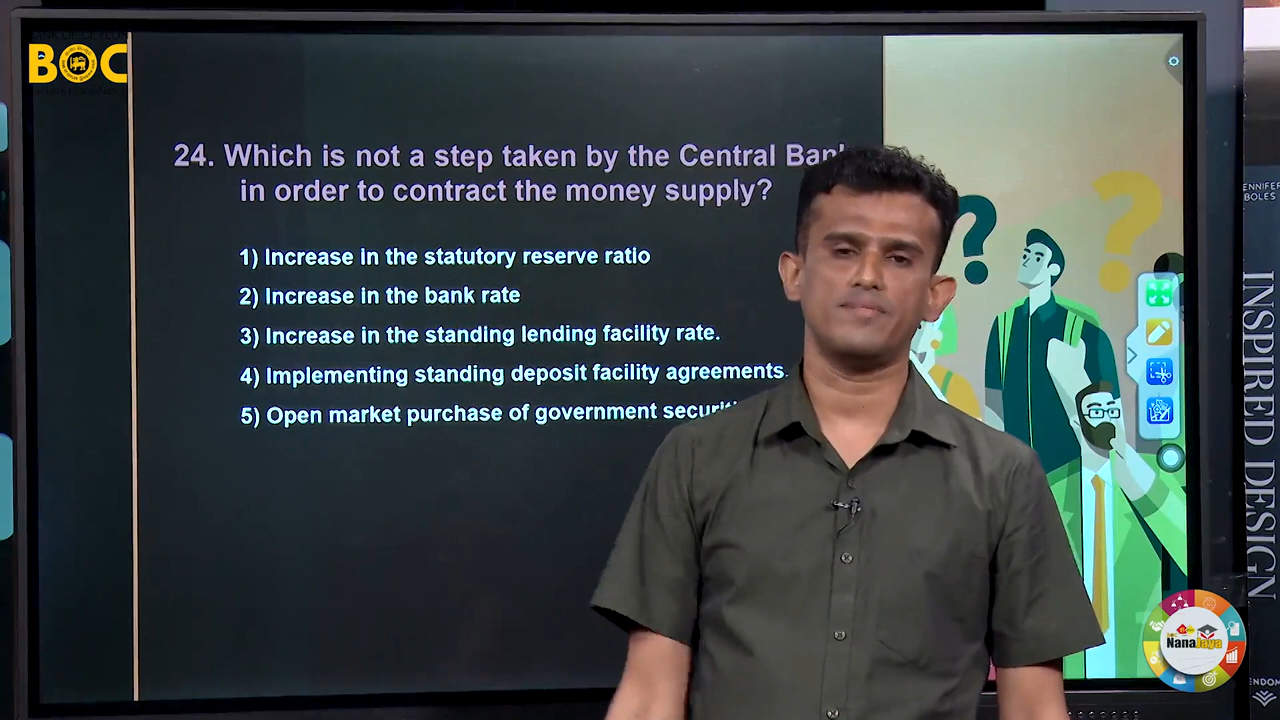 BOC
24. Which is not a step taken by the Central Bank
in order to contract the money supply?
1) Increase in the statutory reserve ratio
2) Increase in the bank rate
3) Increase in the standing lending facility rate.
4) Implementing standing deposit facility agreements.
5) Open market purchase of government
INSPIRED DESIGN
NanaJaya